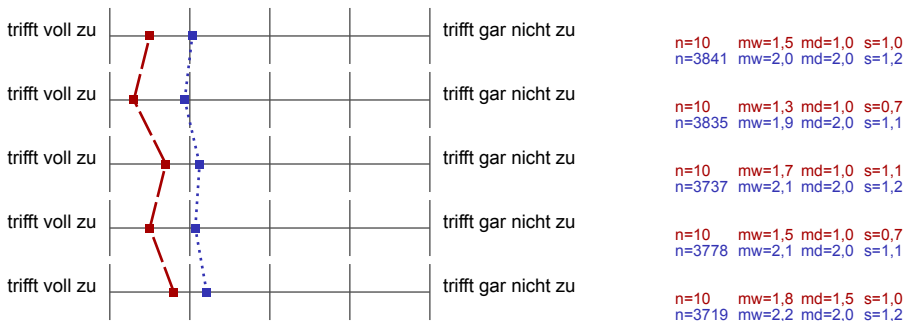 trifft voll zu trifft gar nicht zu n=10 mw=1,5 md=1,0 s=1,0
n=3841 mw=2,0 md=2,0 s=1,2
trifft voll zu trifft gar nicht zu n=10 mw=1,3 md=1,0 s=0,7
n=3835 mw=1,9 md=2,0 s=1,1
trifft voll zu trifft gar nicht zu n=10 mw=1,7 md=1,0 s=1,1
n=3737 mw=2,1 md=2,0 s=1,2
trifft voll zu trifft gar nicht zu n=10 mw=1,5 md=1,0 s=0,7
n=3778 mw=2,1 md=2,0 s=1,1
trifft voll zu trifft gar nicht zu n=10 mw=1,8 md=1,5 s=1,0
n=3719 mw=2,2 md=2,0 s=1,2